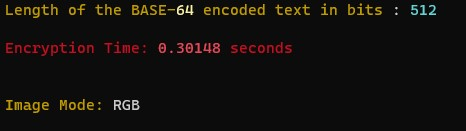 Length of the BASE-64 encoded text in bits : 512
Encryption Time: 0.30148 seconds
Image Mode: RGB